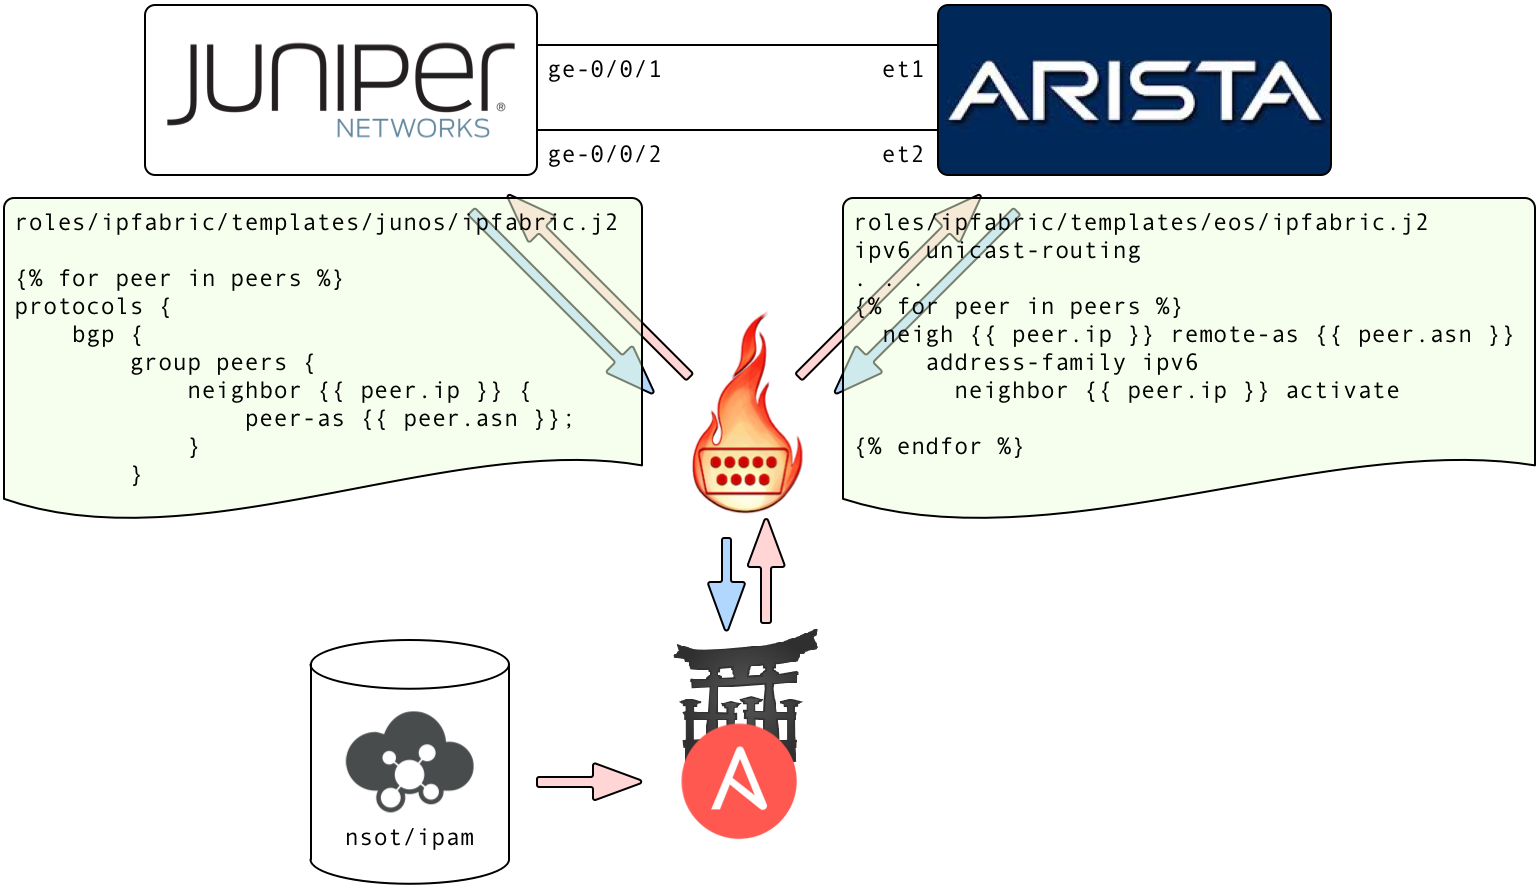 JUNIPER
NETWORKS
®
ge-0/0/1
et1
ARISTA
ge-0/0/2
et2
roles/ipfabric/templates/junos/ipfabric.j2
{% for peer in peers %}
protocols {
    bgp {
        group peers {
            neighbor {{ peer.ip }} {
                peer-as {{ peer.asn }};
            }
        }
roles/ipfabric/templates/eos/ipfabric.j2
ipv6 unicast-routing
. . .
{% for peer in peers %}
  neigh {{ peer.ip }} remote-as {{ peer.asn }}
     address-family ipv6
       neighbor {{ peer.ip }} activate
{% endfor %}
nsot/ipam
A